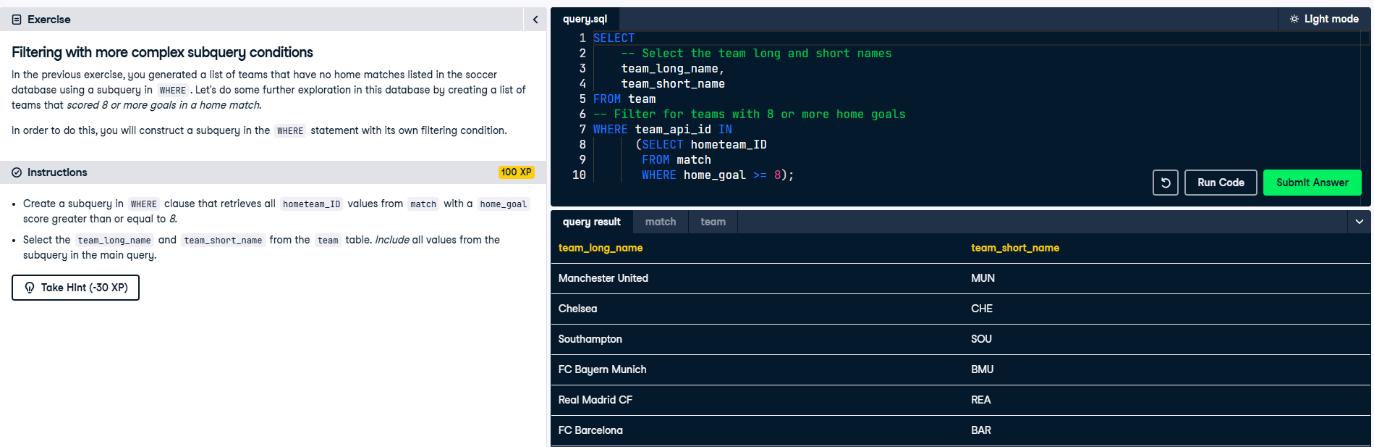 Exercise
Filtering with more complex subquery conditions
In the previous exercise, you generated a list of teams that have no home matches listed in the soccer
database using a subquery in WHERE. Let's do some further exploration in this database by creating a list of
teams that scored 8 or more goals in a home match.
In order to do this, you will construct a subquery in the WHERE statement with its own filtering condition.
Instructions 100 XP
• Create a subquery in WHERE clause that retrieves all hometeam_ID values from match with a home_goal
score greater than or equal to 8.
• Select the team_long_name and team_short_name from the team table. Include all values from the
subquery in the main query.
Take Hint (-30 XP)
query.sql Light mode
1 SELECT
2 -- Select the team long and short names
3 team_long_name,
4 team_short_name
5 FROM team
6 -- Filter for teams with 8 or more home goals
7 WHERE team_api_id IN
8 (SELECT hometeam_ID
9 FROM match
10 WHERE home_goal >= 8);
Run Code Submit Answer
query result match team
team_long_name team_short_name
Manchester United MUN
Chelsea CHE
Southampton SOU
FC Bayern Munich BMU
Real Madrid CF REA
FC Barcelona BAR